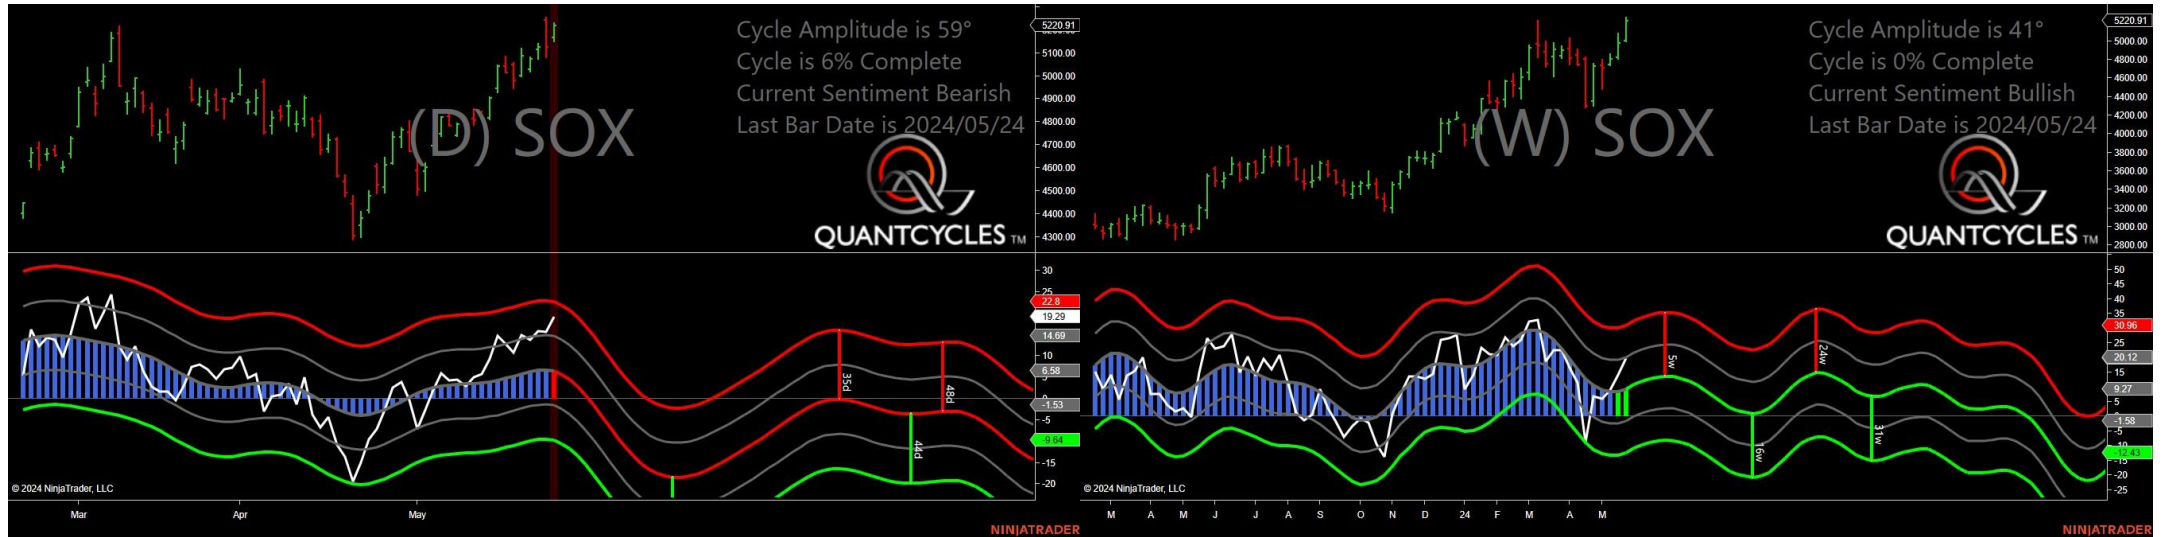 Cycle Amplitude is 59°
Cycle is 6% Complete
Current Sentiment Bearish
Last Bar Date is 2024/05/24
(D) SOX
QUANTCYCLES TM
5220.91
5100.00
5000.00
4900.00
4800.00
4700.00
4600.00
4500.00
4400.00
4300.00
30
25
22.8
19.29
14.69
10
6.58
-1.53
-5
-9.64
-15
-20
35d
48d
44d
© 2024 NinjaTrader, LLC
Mar Apr May
NINJATRADER
Cycle Amplitude is 41°
Cycle is 0% Complete
Current Sentiment Bullish
Last Bar Date is 2024/05/24
(W) SOX
QUANTCYCLES TM
5220.91
5000.00
4800.00
4600.00
4400.00
4200.00
4000.00
3800.00
3600.00
3400.00
3200.00
3000.00
2800.00
50
45
40
35
30.96
25
20.12
15
9.27
5
-1.58
-12.43
-15
-20
-25
5w
24w
16w
31w
© 2024 NinjaTrader, LLC
M A M J J A S O N D 24 F M A M
NINJATRADER